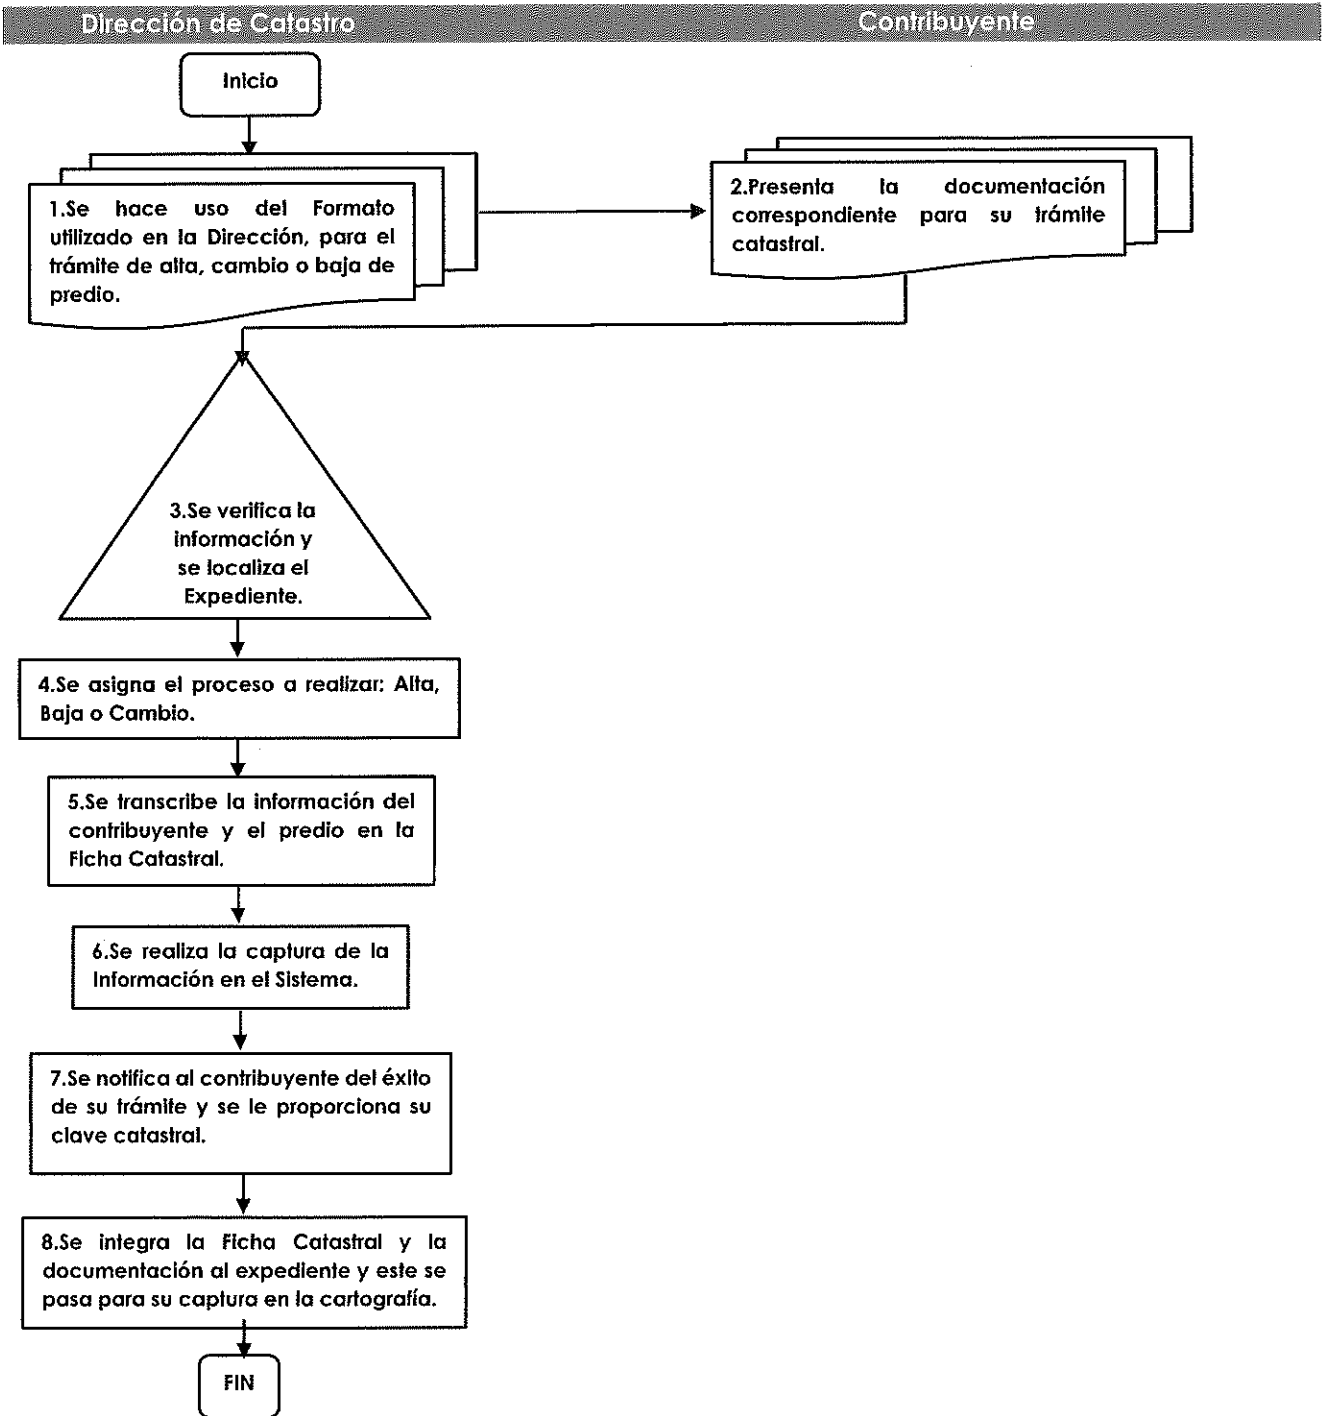 Dirección de Catastro
Contribuyente
Inicio
1.Se hace uso del Formato
utilizado en la Dirección, para el
trámite de alta, cambio o baja de
predio.
2.Presenta la documentación
correspondiente para su trámite
catastral.
3.Se verifica la
información y
se localiza el
Expediente.
4.Se asigna el proceso a realizar: Alta,
Baja o Cambio.
5.Se transcribe la información del
contribuyente y el predio en la
Ficha Catastral.
6.Se realiza la captura de la
Información en el Sistema.
7.Se notifica al contribuyente del éxito
de su trámite y se le proporciona su
clave catastral.
8.Se integra la Ficha Catastral y la
documentación al expediente y este se
pasa para su captura en la cartografía.
FIN